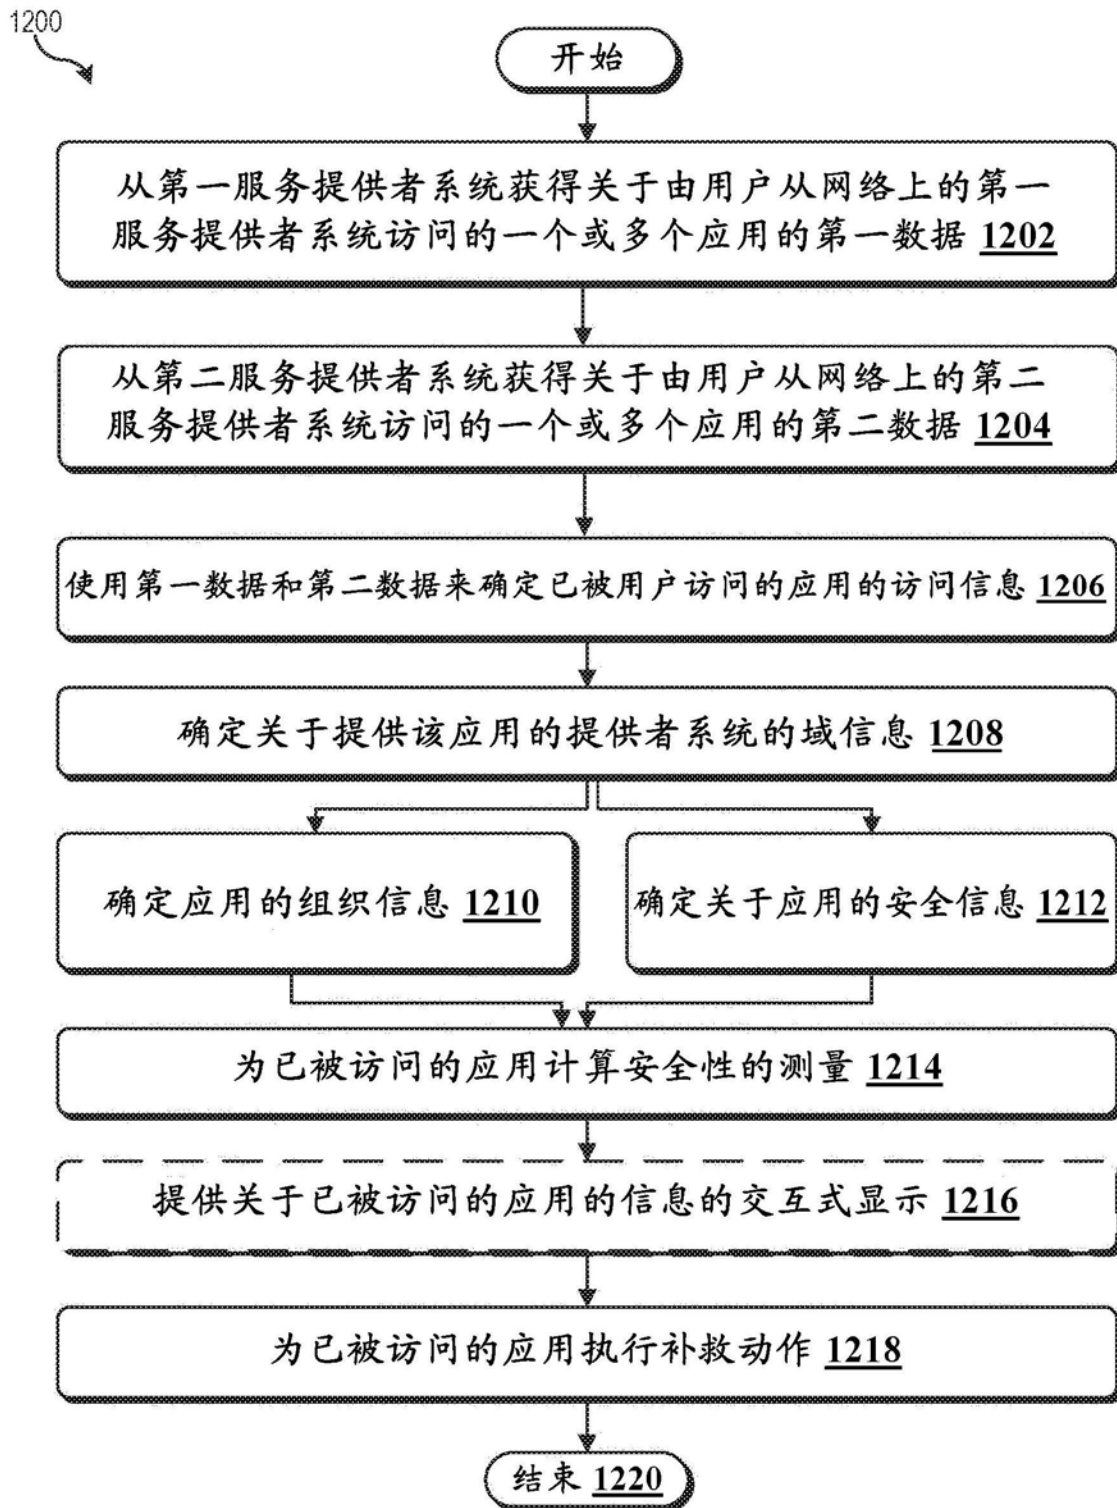 1200
开始
从第一服务提供者系统获得关于由用户从网络上的第一
服务提供者系统访问的一个或多个应用的第一数据 1202
从第二服务提供者系统获得关于由用户从网络上的第二
服务提供者系统访问的一个或多个应用的第二数据 1204
使用第一数据和第二数据来确定已被用户访问的应用的访问信息 1206
确定关于提供该应用的提供者系统的域信息 1208
确定应用的组织信息 1210
确定关于应用的安全信息 1212
为已被访问的应用计算安全性的测量 1214
提供关于已被访问的应用的信息的交互式显示 1216
为已被访问的应用执行补救动作 1218
结束 1220